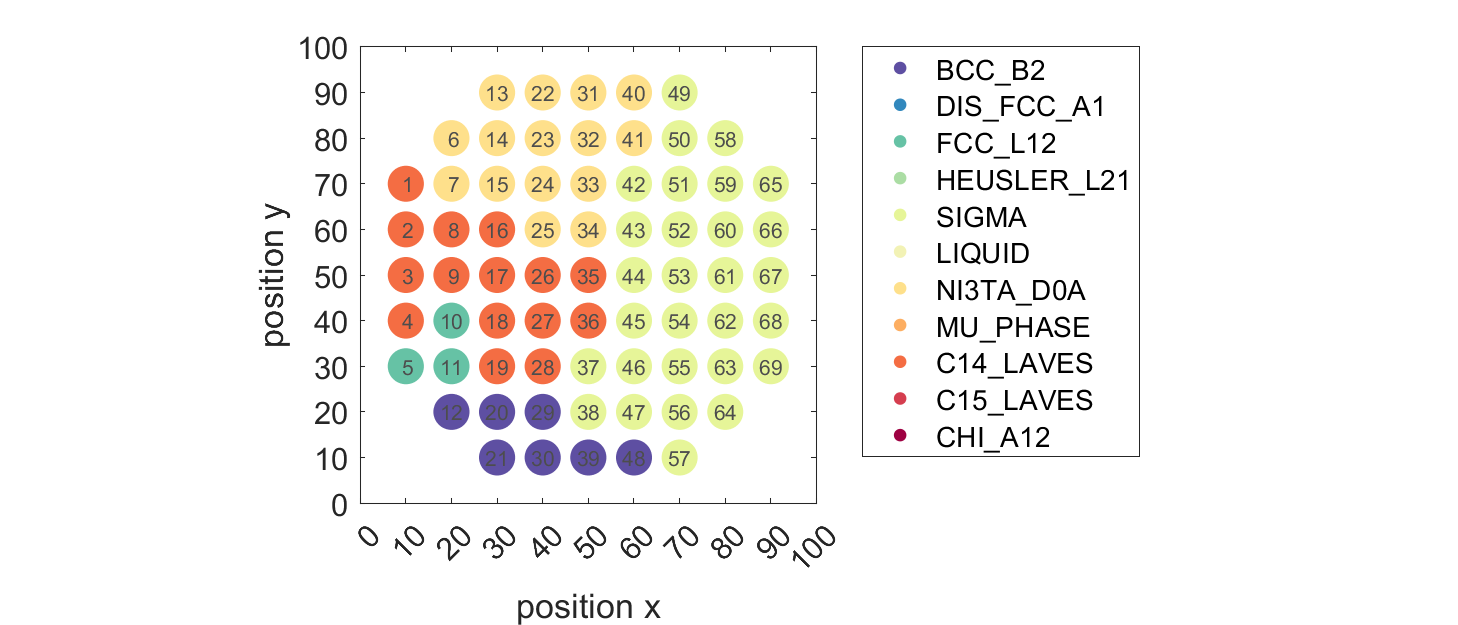 100
90
80
70
60
50
40
30
20
10
0
position y
13 22 31 40 49
6 14 23 32 41 50 58
1 7 15 24 33 42 51 59 65
2 8 16 25 34 43 52 60 66
3 9 17 26 35 44 53 61 67
4 10 18 27 36 45 54 62 68
5 11 19 28 37 46 55 63 69
12 20 29 38 47 56 64
21 30 39 48 57
0 10 20 30 40 50 60 70 80 90 100
position x
BCC_B2
DIS_FCC_A1
FCC_L12
HEUSLER_L21
SIGMA
LIQUID
NI3TA_D0A
MU_PHASE
C14_LAVES
C15_LAVES
CHI_A12